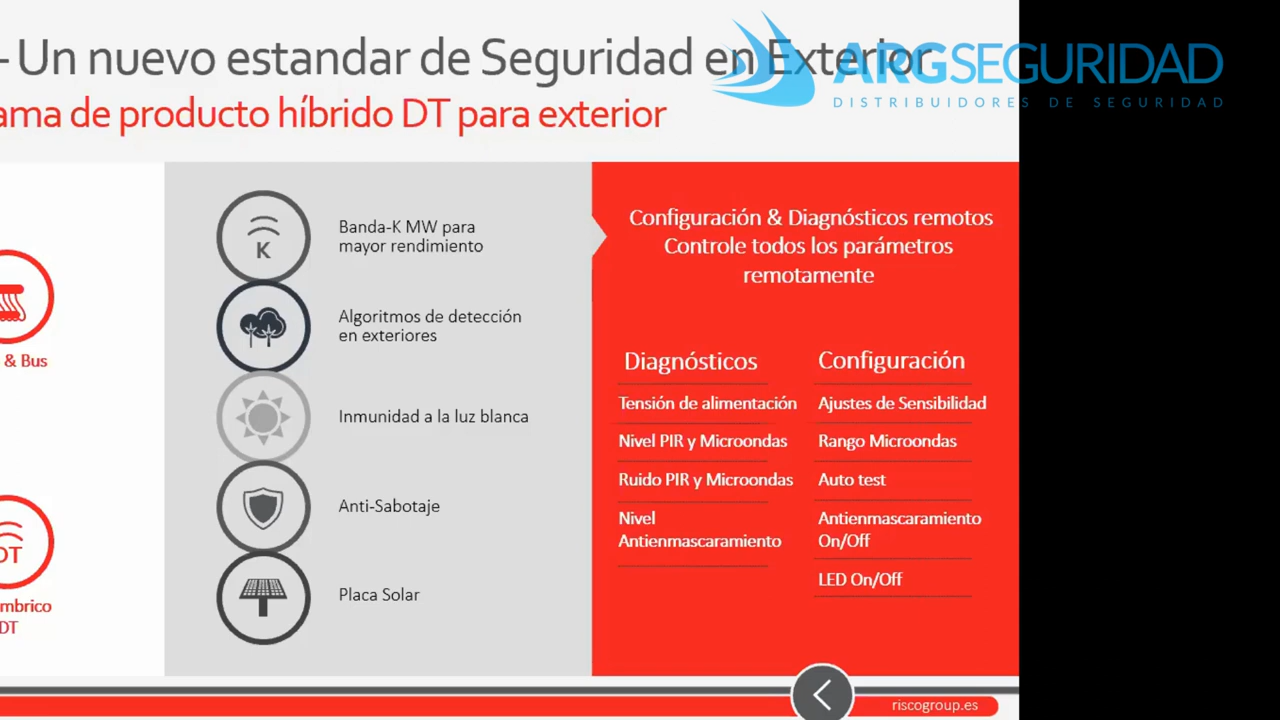 - Un nuevo estandar de Seguridad en Exterior
ARGSEGURIDAD
DISTRIBUIDORES DE SEGURIDAD
ama de producto híbrido DT para exterior
& Bus
mbrico
DT
DT
K
Banda-K MW para
mayor rendimiento
Algoritmos de detección
en exteriores
Inmunidad a la luz blanca
Anti-Sabotaje
Placa Solar
Configuración & Diagnósticos remotos
Controle todos los parámetros
remotamente
Diagnósticos
Tensión de alimentación
Nivel PIR y Microondas
Ruido PIR y Microondas
Nivel
Antienmascaramiento
Configuración
Ajustes de Sensibilidad
Rango Microondas
Auto test
Antienmascaramiento
On/Off
LED On/Off
riscogroup.es